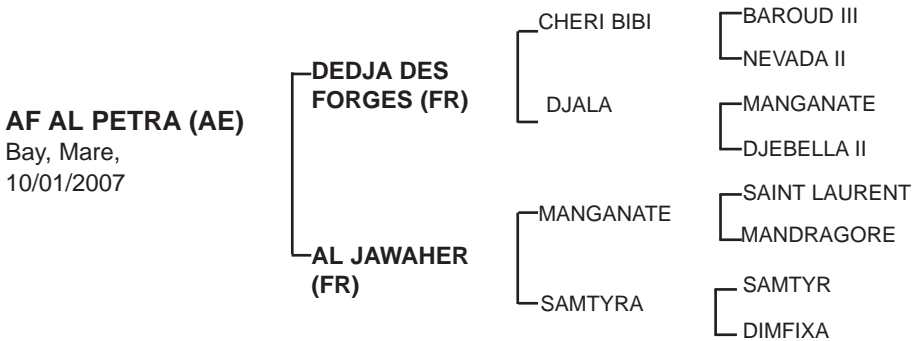 AF AL PETRA (AE)
Bay, Mare,
10/01/2007
DEDJA DES
FORGES (FR)
AL JAWAHER
(FR)
CHERI BIBI
DJALA
MANGANATE
SAMTYRA
BAROUD III
NEVADA II
MANGANATE
DJEBELLA II
SAINT LAURENT
MANDRAGORE
SAMTYR
DIMFIXA